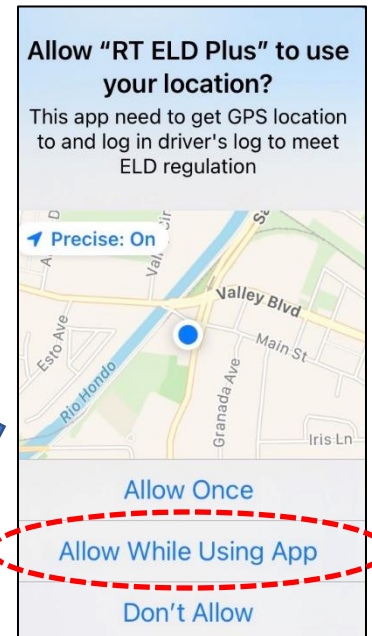 Allow “RT ELD Plus” to use
your location?
This app need to get GPS location
to and log in driver's log to meet
ELD regulation
Precise: On
Valley Blvd
Main St
Esto Ave
Rio Hondo
Granada Ave
Iris Ln
Allow Once
Allow While Using App
Don’t Allow